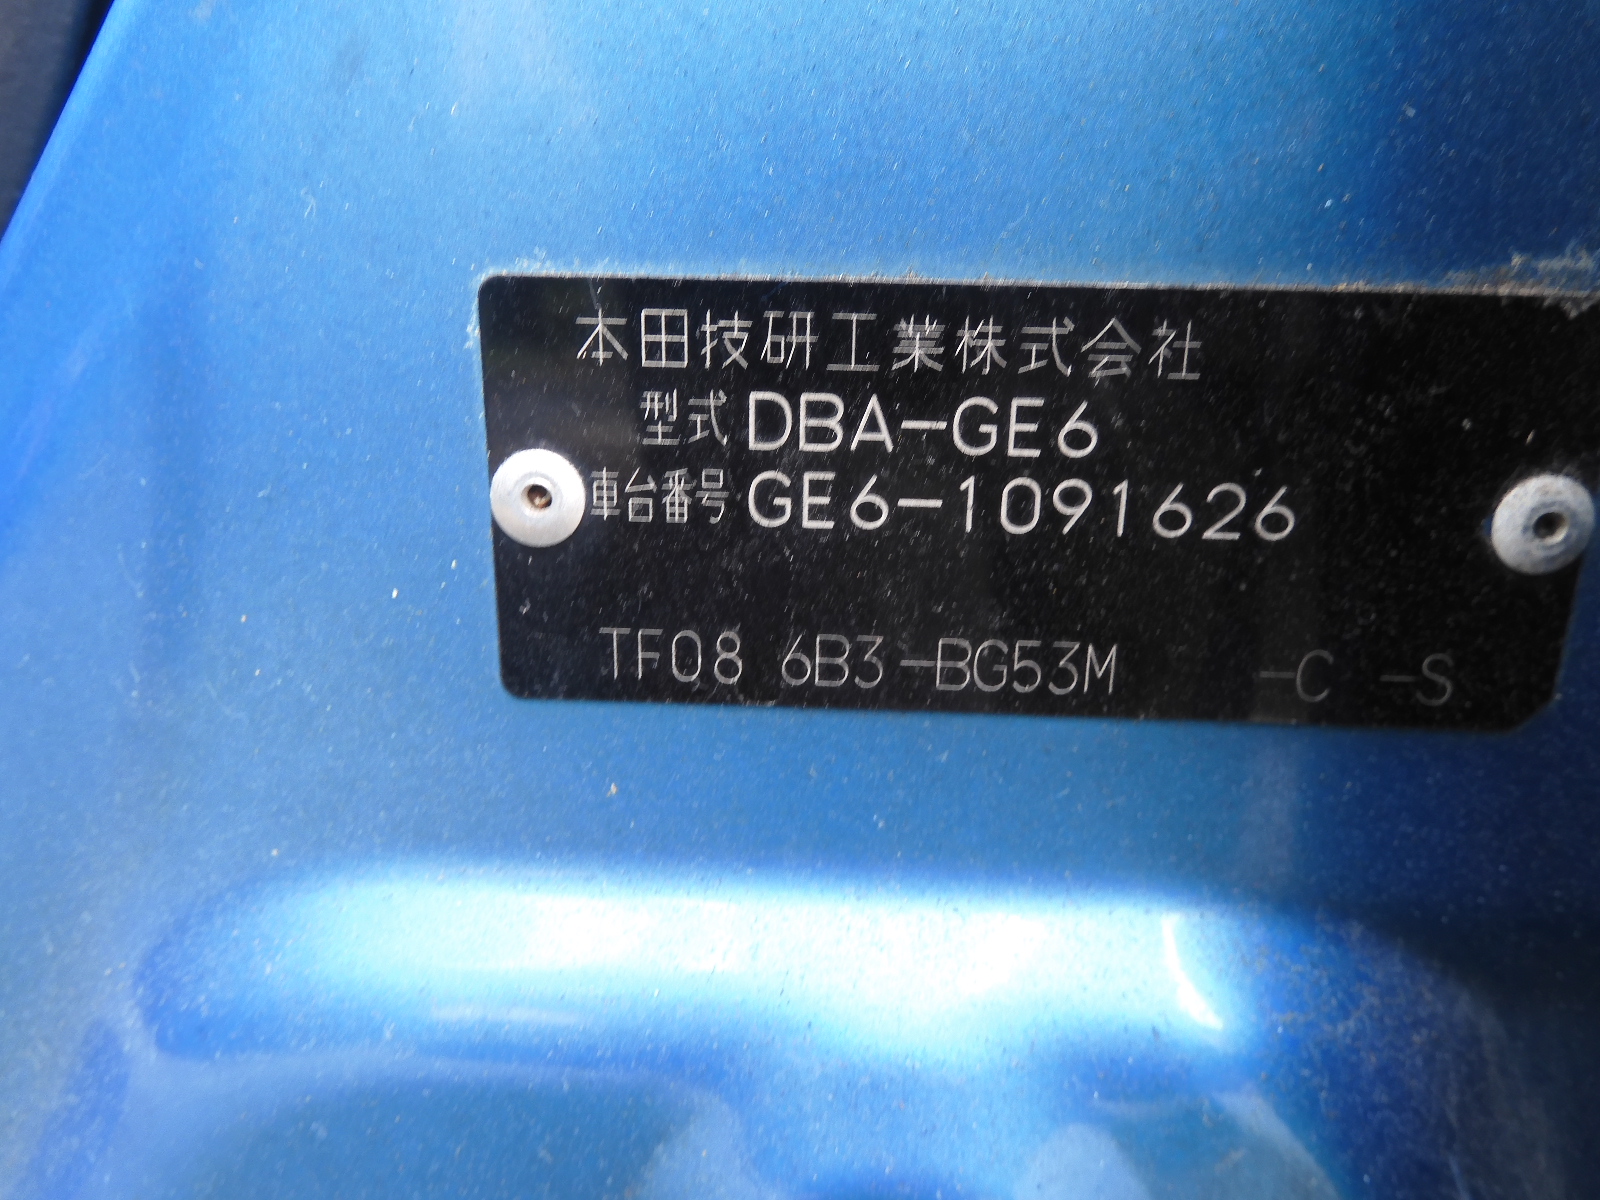 本田技研工業株式会社
型式 DBA-GE6
車台番号 GE6-1091626
TF08 6B3-BG53M -C -S